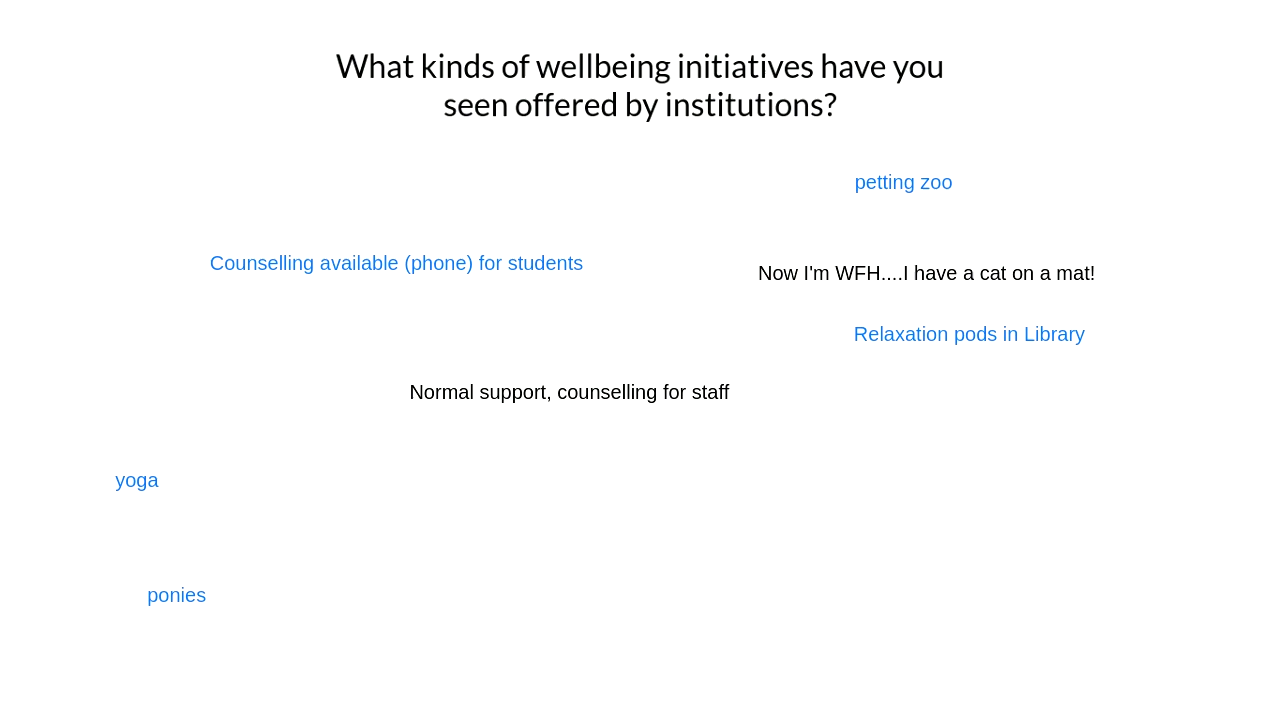 What kinds of wellbeing initiatives have you
seen offered by institutions?
petting zoo
Counselling available (phone) for students
Now I'm WFH....I have a cat on a mat!
Relaxation pods in Library
Normal support, counselling for staff
yoga
ponies